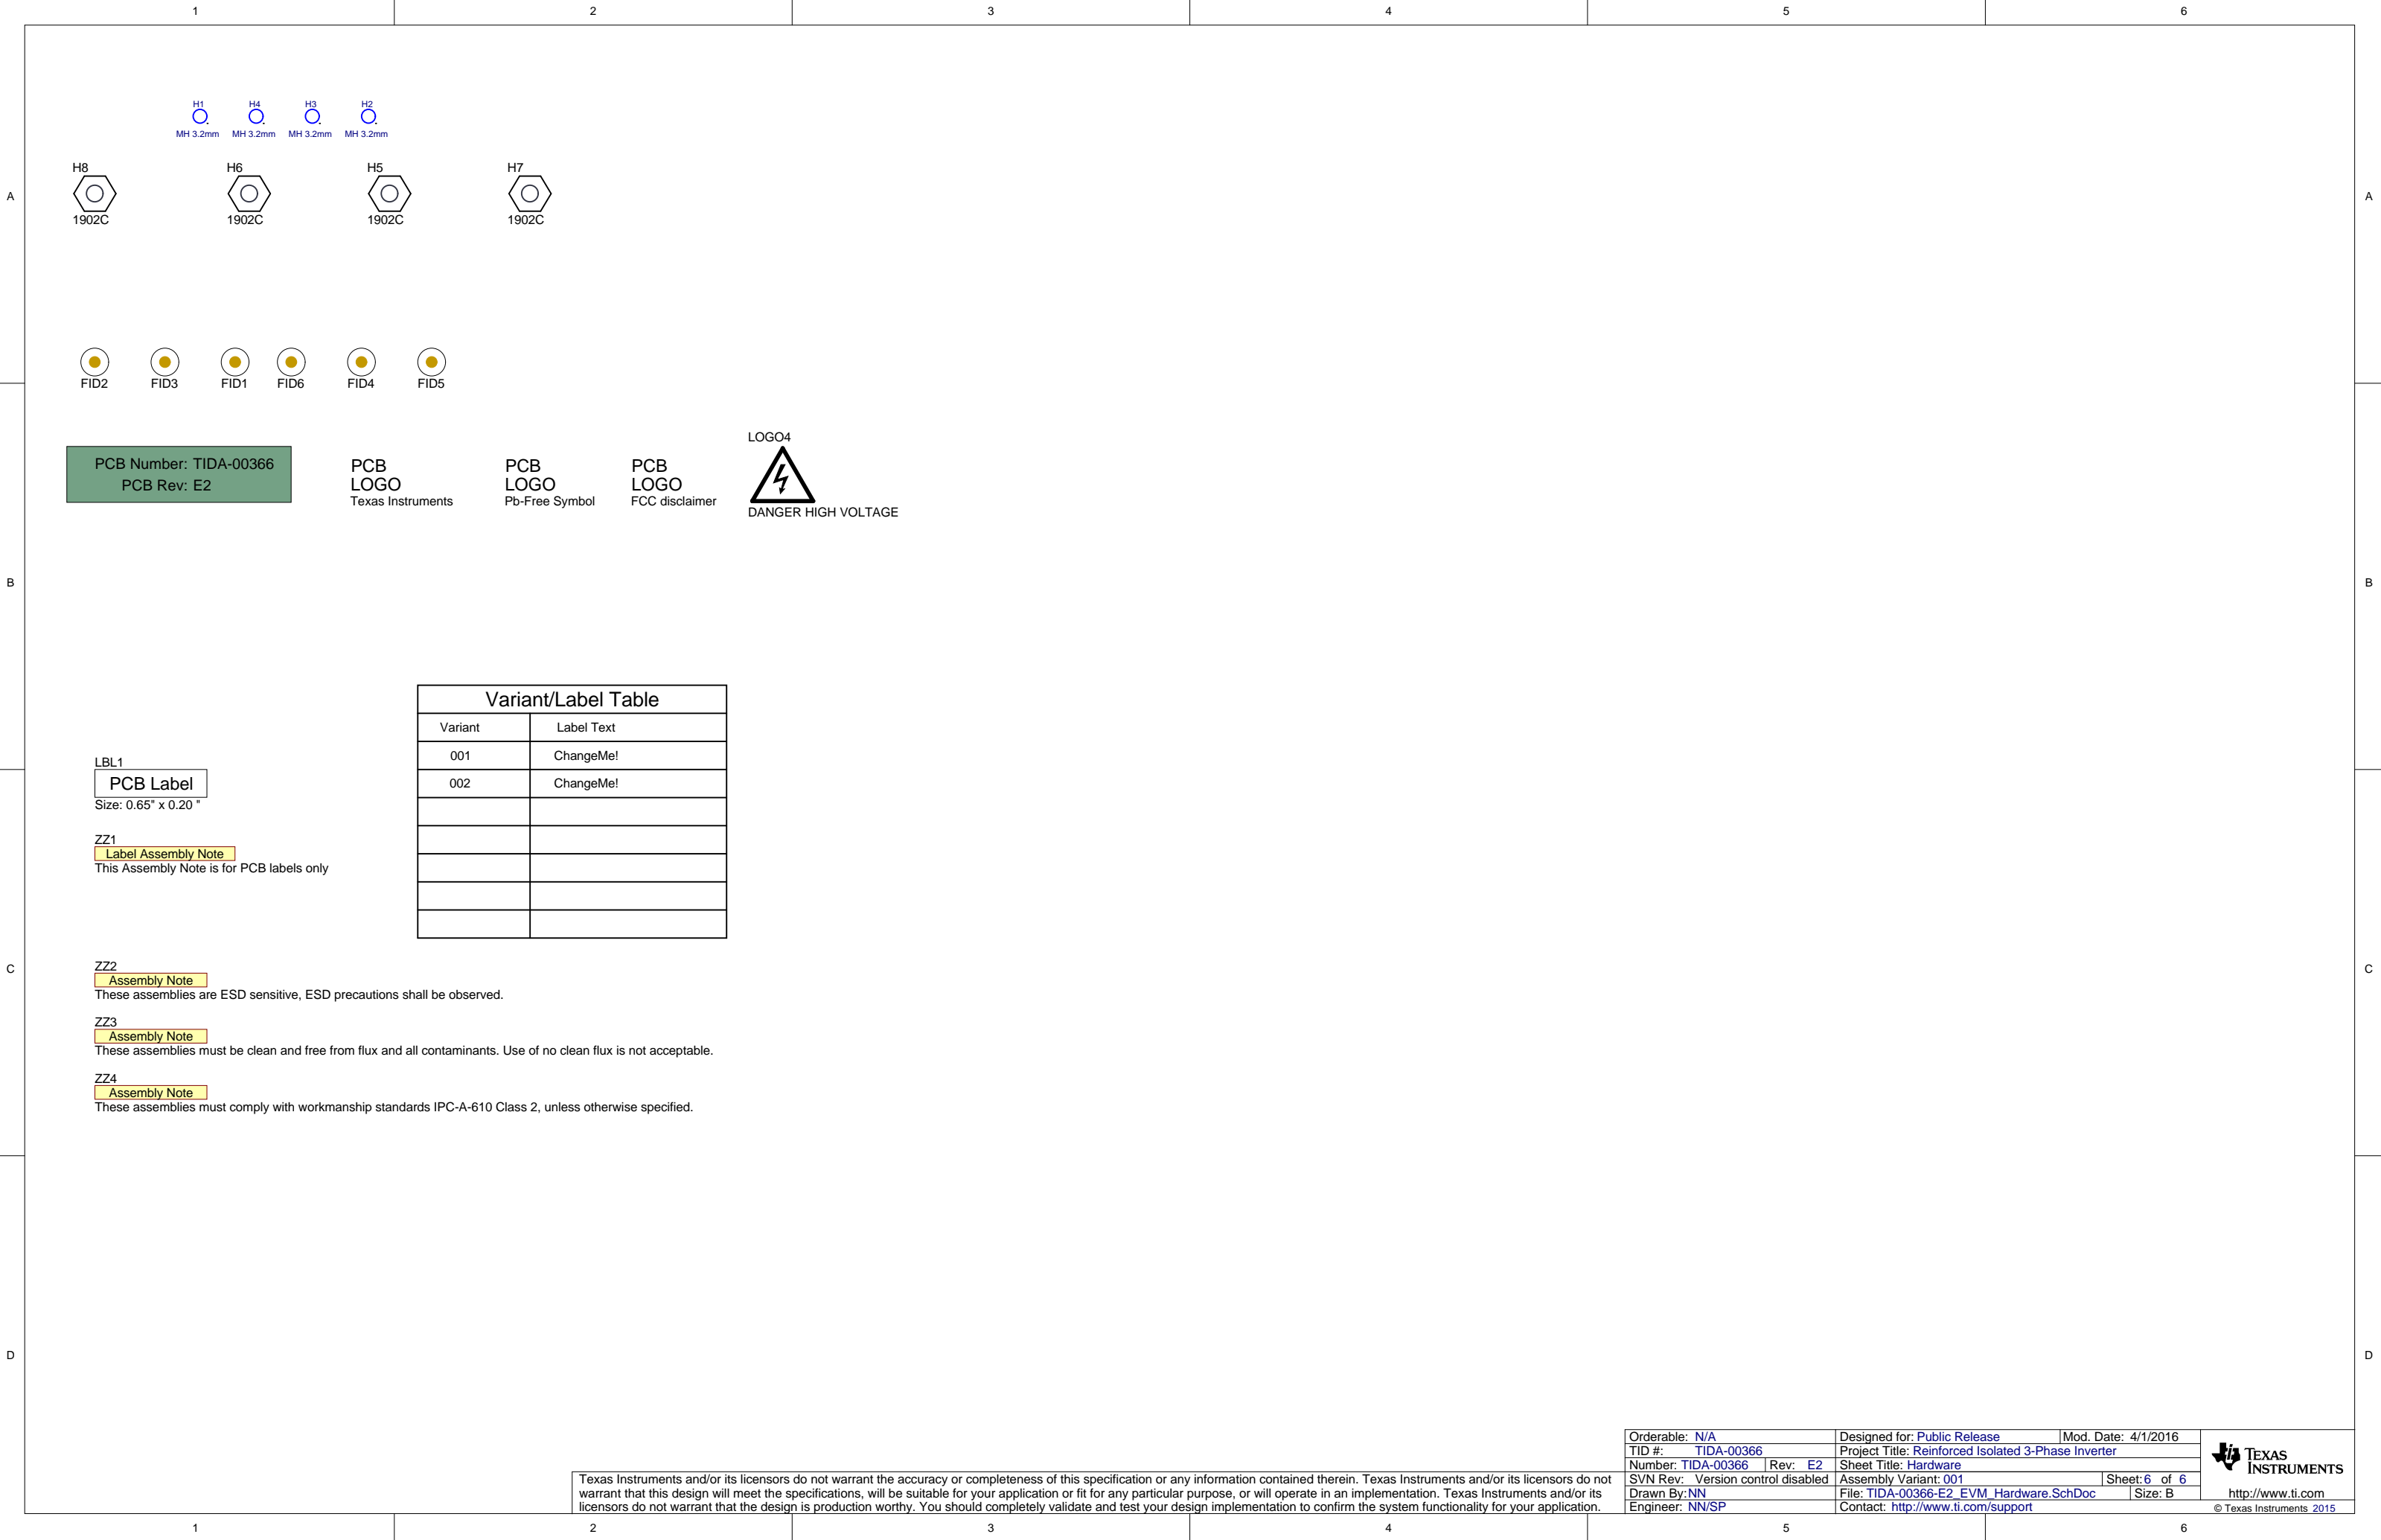 1 2 3 4 5 6
H1 H4 H3 H2
MH 3.2mm MH 3.2mm MH 3.2mm MH 3.2mm
H8 H6 H5 H7
A A
1902C 1902C 1902C 1902C
FID2 FID3 FID1 FID6 FID4 FID5
LOGO4
PCB Number: TIDA-00366
PCB Rev: E2
PCB
LOGO
Texas Instruments
PCB
LOGO
Pb-Free Symbol
PCB
LOGO
FCC disclaimer
DANGER HIGH VOLTAGE
B B
Variant/Label Table
Variant Label Text
001 ChangeMe!
002 ChangeMe!
LBL1
PCB Label
Size: 0.65" x 0.20 "
ZZ1
Label Assembly Note
This Assembly Note is for PCB labels only
C C
ZZ2
Assembly Note
These assemblies are ESD sensitive, ESD precautions shall be observed.
ZZ3
Assembly Note
These assemblies must be clean and free from flux and all contaminants. Use of no clean flux is not acceptable.
ZZ4
Assembly Note
These assemblies must comply with workmanship standards IPC-A-610 Class 2, unless otherwise specified.
D D
Texas Instruments and/or its licensors do not warrant the accuracy or completeness of this specification or any information contained therein. Texas Instruments and/or its licensors do not
warrant that this design will meet the specifications, will be suitable for your application or fit for any particular purpose, or will operate in an implementation. Texas Instruments and/or its
licensors do not warrant that the design is production worthy. You should completely validate and test your design implementation to confirm the system functionality for your application.
Orderable: N/A Designed for: Public Release Mod. Date: 4/1/2016
TID #: TIDA-00366 Project Title: Reinforced Isolated 3-Phase Inverter
Number: TIDA-00366 Rev: E2 Sheet Title: Hardware
SVN Rev: Version control disabled Assembly Variant: 001 Sheet: 6 of 6
Drawn By: NN File: TIDA-00366-E2_EVM_Hardware.SchDoc Size: B
Engineer: NN/SP Contact: http://www.ti.com/support
TEXAS
INSTRUMENTS
http://www.ti.com
© Texas Instruments 2015
1 2 3 4 5 6